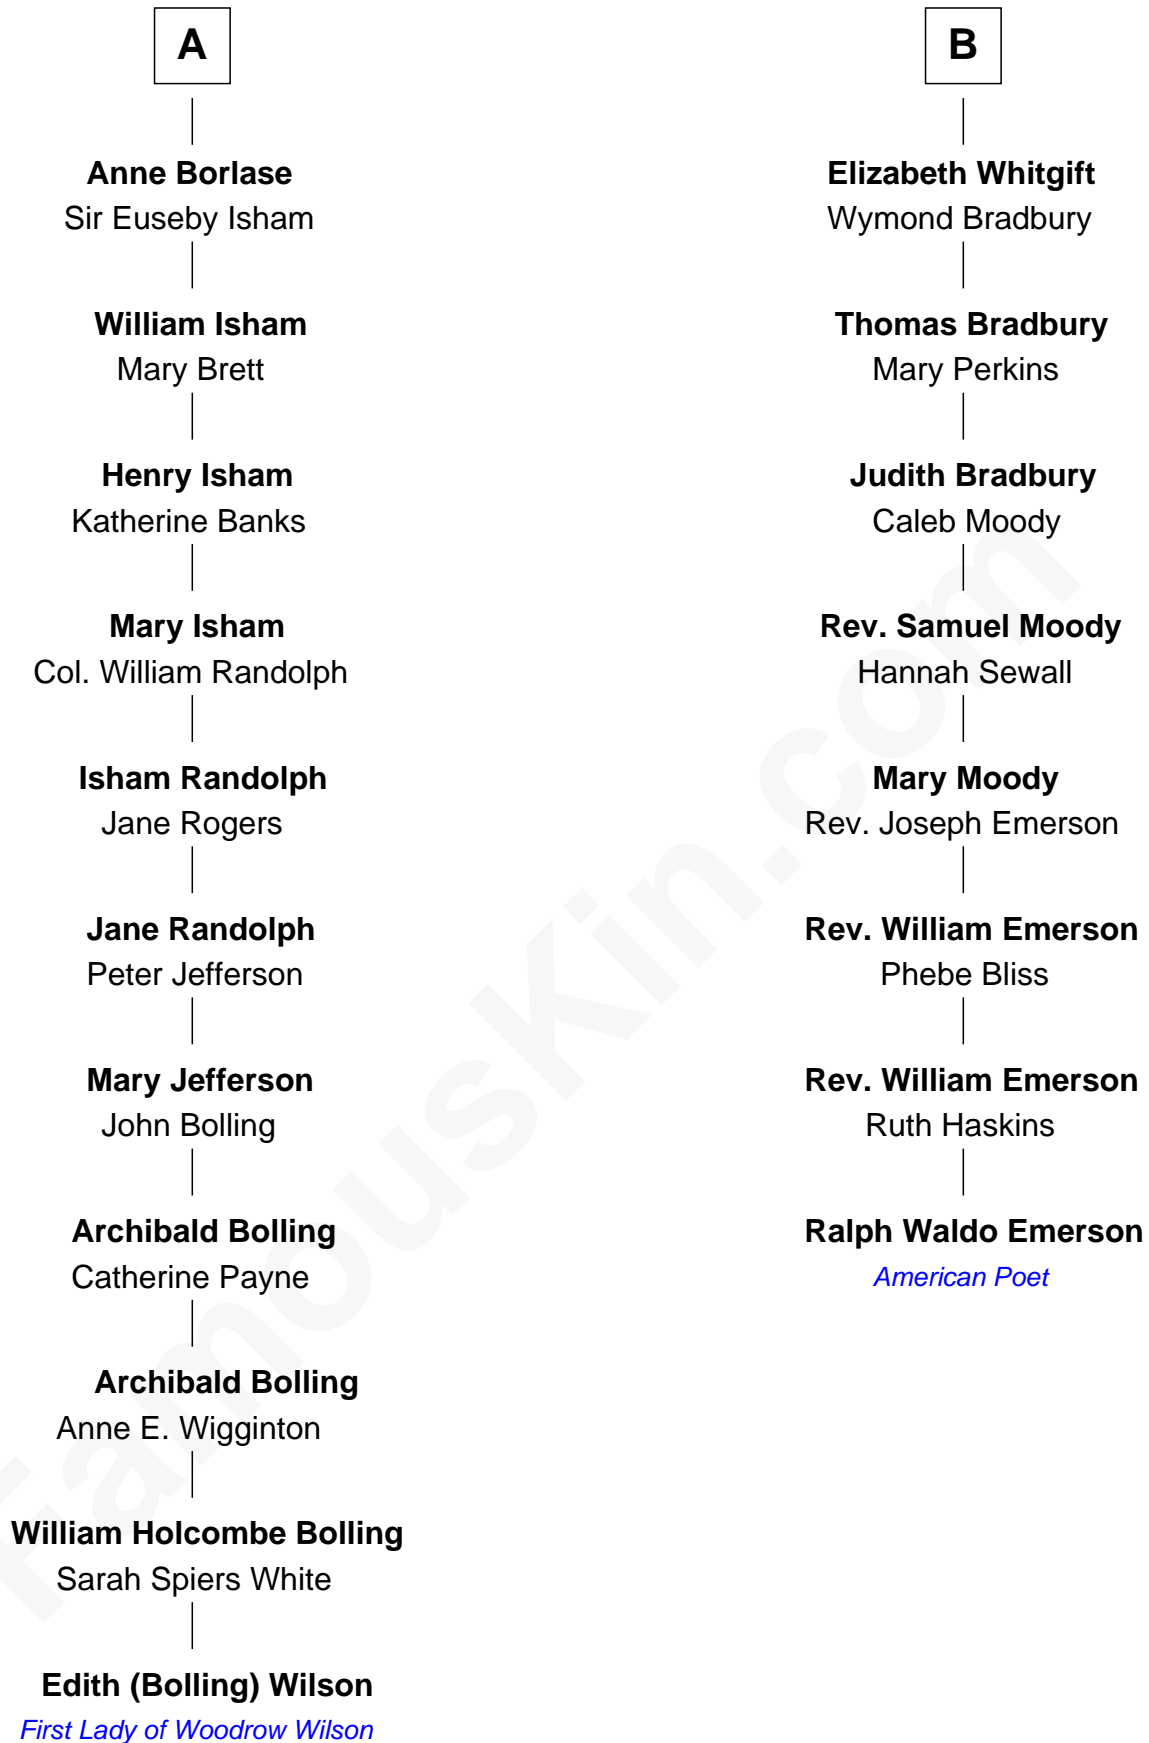 A
Anne Borlase
Sir Euseby Isham
William Isham
Mary Brett
Henry Isham
Katherine Banks
Mary Isham
Col. William Randolph
Isham Randolph
Jane Rogers
Jane Randolph
Peter Jefferson
Mary Jefferson
John Bolling
Archibald Bolling
Catherine Payne
Archibald Bolling
Anne E. Wigginton
William Holcombe Bolling
Sarah Spiers White
Edith (Bolling) Wilson
First Lady of Woodrow Wilson
B
Elizabeth Whitgift
Wymond Bradbury
Thomas Bradbury
Mary Perkins
Judith Bradbury
Caleb Moody
Rev. Samuel Moody
Hannah Sewall
Mary Moody
Rev. Joseph Emerson
Rev. William Emerson
Phebe Bliss
Rev. William Emerson
Ruth Haskins
Ralph Waldo Emerson
American Poet
FamousKin.com